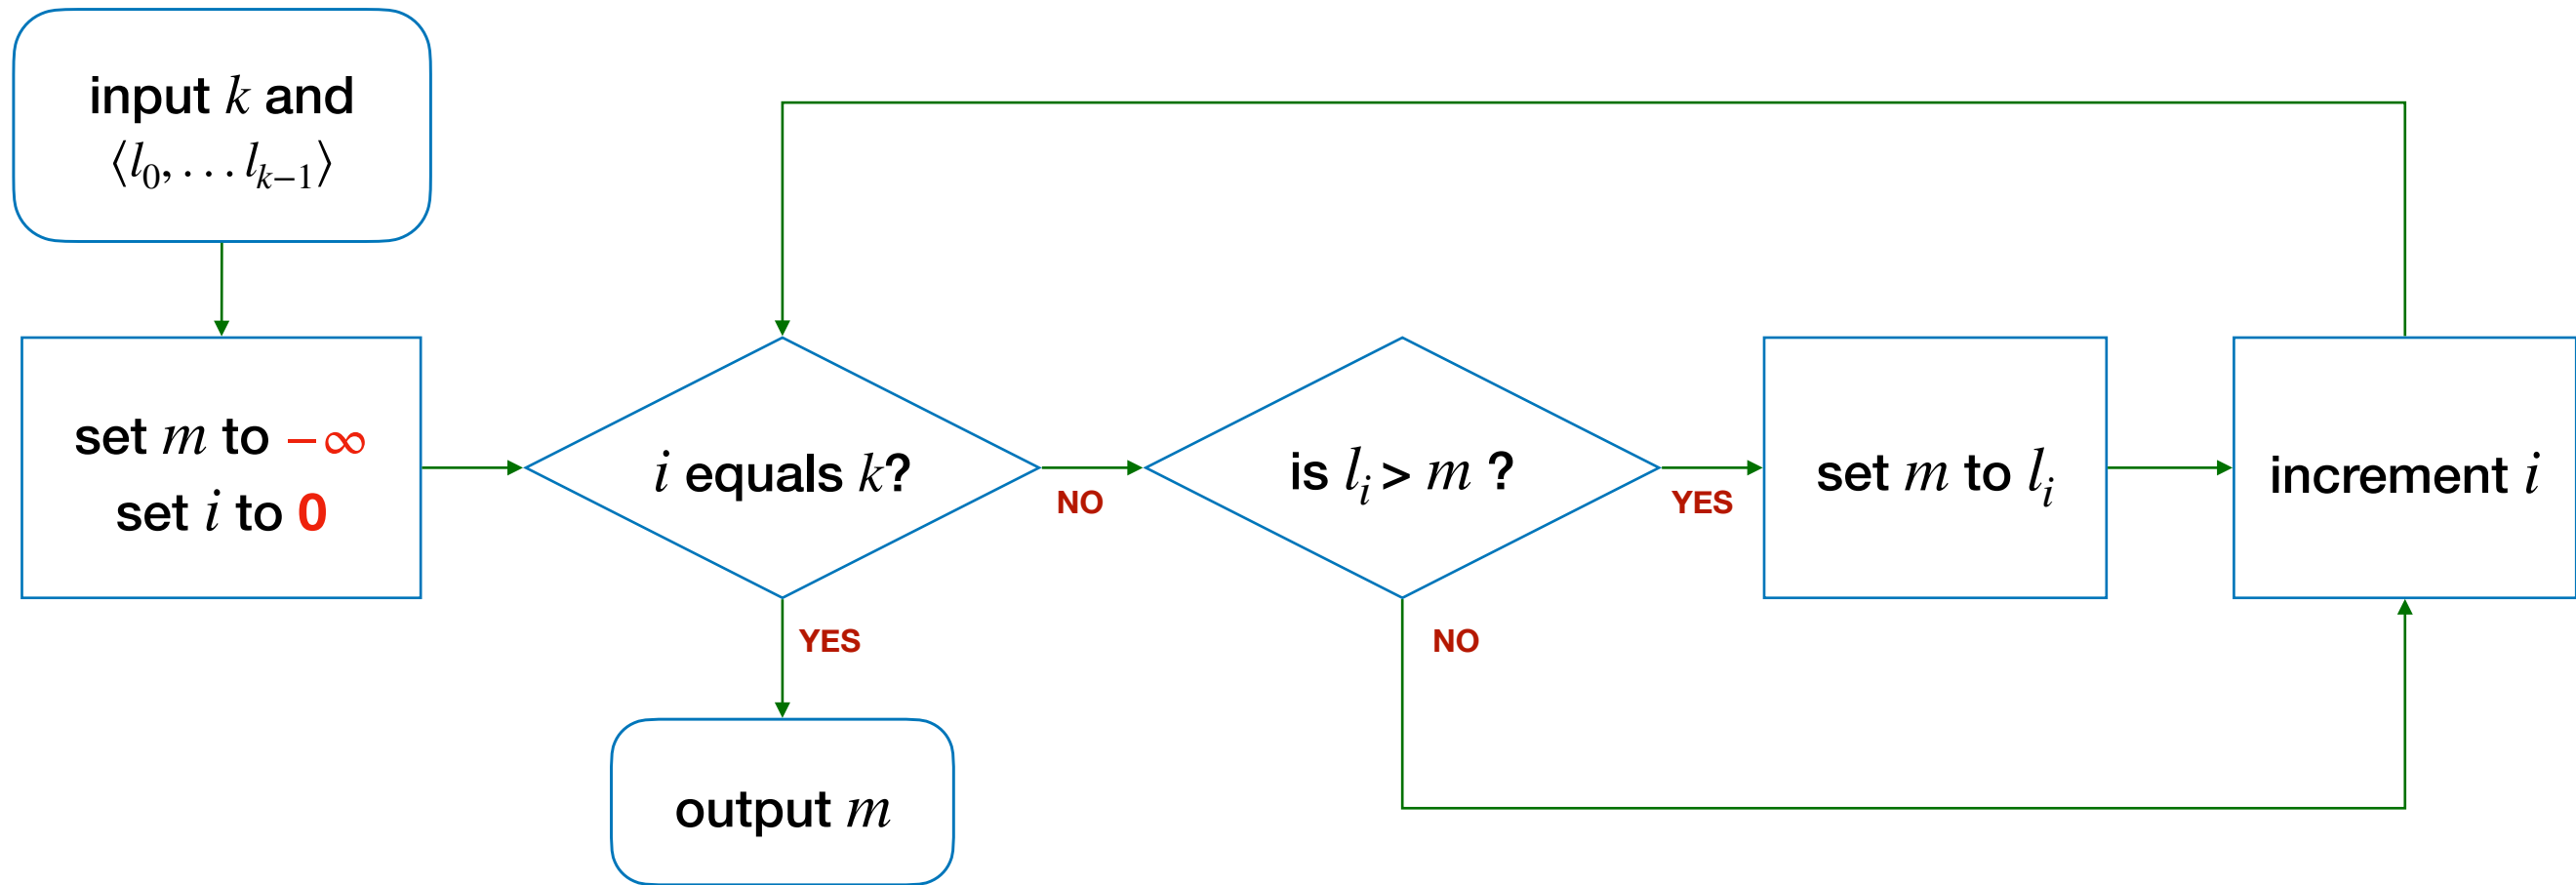 input k and
⟨l₀, . . . lₖ₋₁⟩
set m to −∞
set i to 0
i equals k?
NO
YES
is lᵢ > m ?
YES
NO
set m to lᵢ
increment i
output m